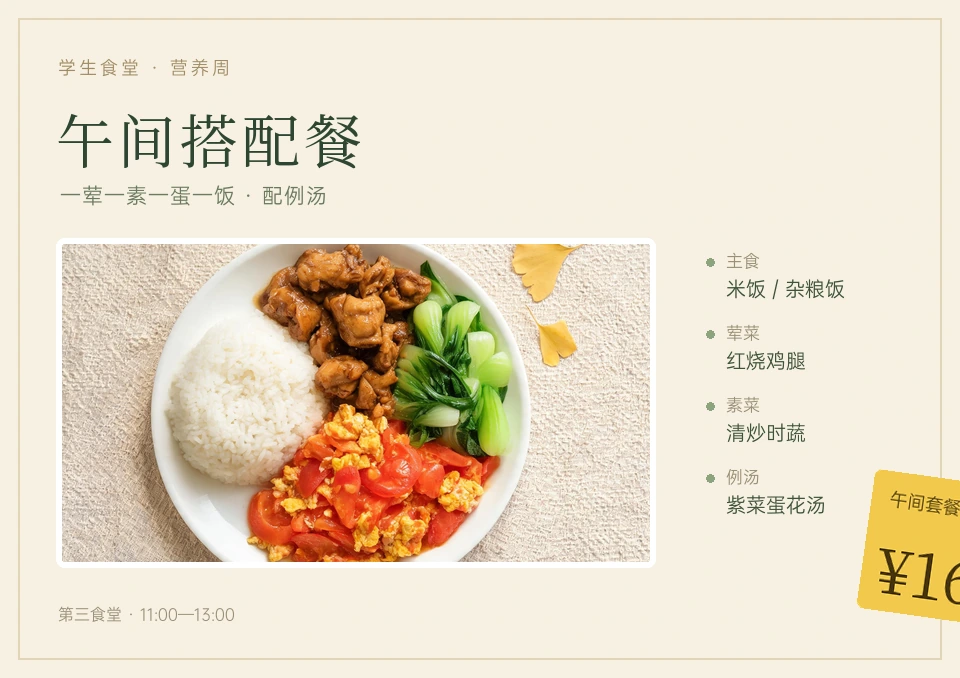 学生食堂 · 营养周
午间搭配餐
一荤一素一蛋一饭 · 配例汤
主食
米饭 / 杂粮饭
荤菜
红烧鸡腿
素菜
清炒时蔬
例汤
紫菜蛋花汤
午间套餐
¥16
第三食堂 · 11:00—13:00